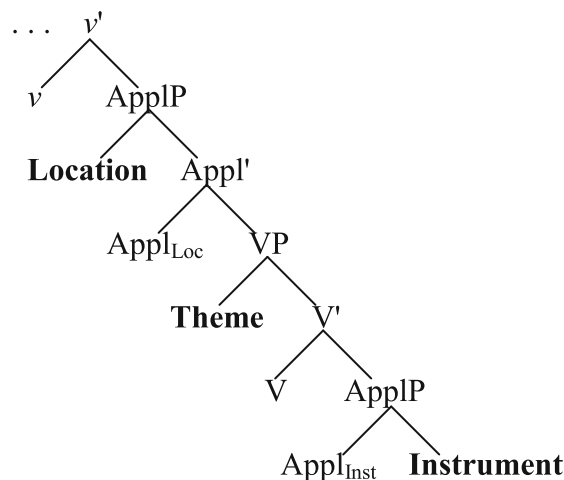 . . . v'
v ApplP
Location Appl'
ApplLoc VP
Theme V'
V ApplP
ApplInst Instrument